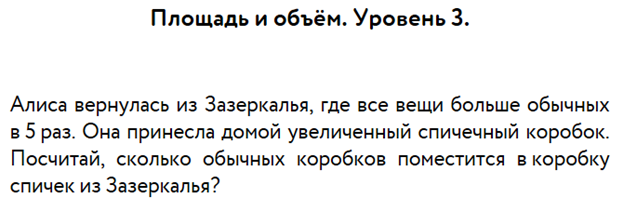 Площадь и объём. Уровень 3.
Алиса вернулась из Зазеркалья, где все вещи больше обычных
в 5 раз. Она принесла домой увеличенный спичечный коробок.
Посчитай, сколько обычных коробков поместится в коробку
спичек из Зазеркалья?